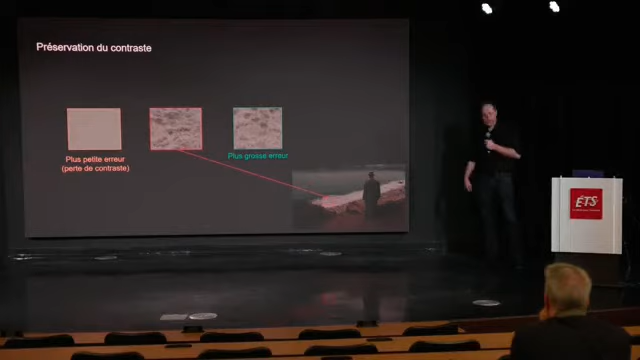 Préservation du contraste
Plus petite erreur
(perte de contraste)
Plus grosse erreur
ÉTS